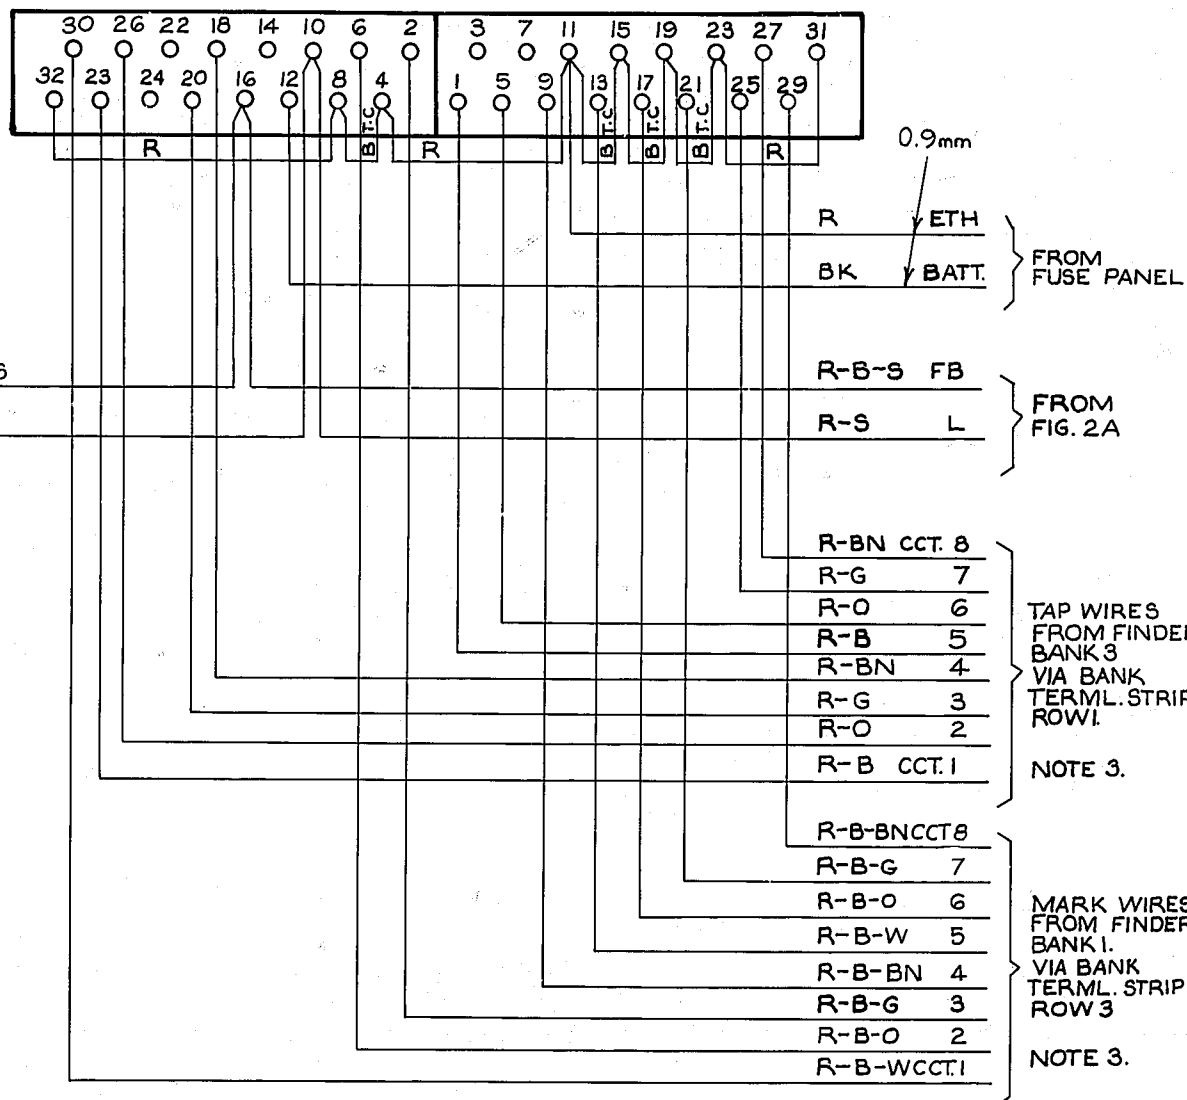 30 26 22 18 14 10 6 2 3 7 11 15 19 23 27 31
32 23 24 20 16 12 8 4 1 5 9 13 17 21 25 29
R B T.C R B T.C B T.C B T.C R
0.9mm
R ETH
BK BATT.
FROM
FUSE PANEL
R-B-S FB
R-S L
FROM
FIG. 2A
R-BN CCT. 8
R-G 7
R-O 6
R-B 5
R-BN 4
R-G 3
R-O 2
R-B CCT. 1
TAP WIRES
FROM FINDER
BANK 3
VIA BANK
TERML. STRIP
ROW 1.
NOTE 3.
R-B-BN CCT 8
R-B-G 7
R-B-O 6
R-B-W 5
R-B-BN 4
R-B-G 3
R-B-O 2
R-B-W CCT. 1
MARK WIRES
FROM FINDER
BANK 1.
VIA BANK
TERML. STRIP
ROW 3
NOTE 3.